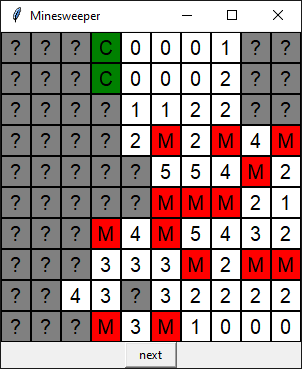 Minesweeper
? ? ? C 0 0 0 1 ? ?
? ? ? C 0 0 0 2 ? ?
? ? ? ? 1 1 2 2 ? ?
? ? ? ? 2 M 2 M 4 M
? ? ? ? ? 5 5 4 M 2
? ? ? ? ? M M M 2 1
? ? ? M 4 M 5 4 3 2
? ? ? 3 3 3 M 2 M M
? ? 4 3 ? 3 2 2 2 2
? ? ? M 3 M 1 0 0 0
next